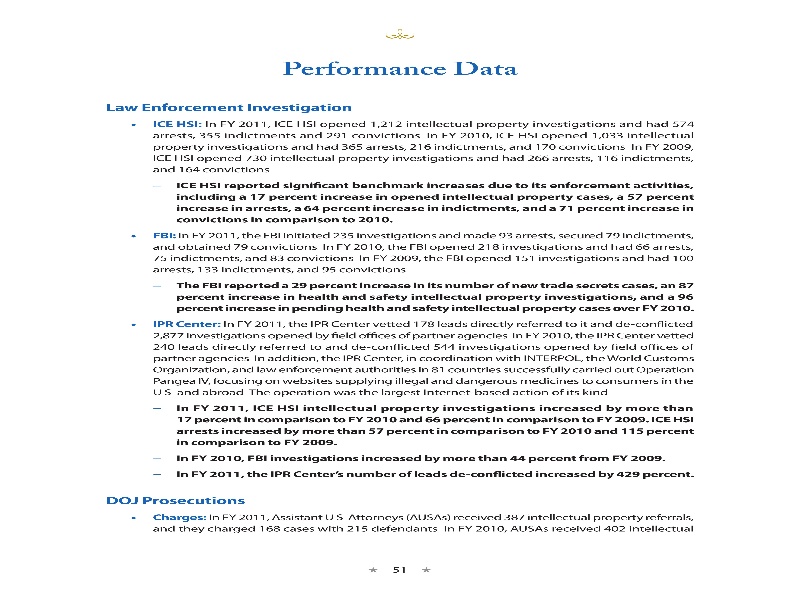 Performance Data
Law Enforcement Investigation
• ICE HSI: In FY 2011, ICE HSI opened 1,212 intellectual property investigations and had 574
arrests, 355 indictments and 291 convictions. In FY 2010, ICE HSI opened 1,033 intellectual
property investigations and had 365 arrests, 216 indictments, and 170 convictions. In FY 2009,
ICE HSI opened 730 intellectual property investigations and had 266 arrests, 116 indictments,
and 164 convictions.
— ICE HSI reported significant benchmark increases due to its enforcement activities,
including a 17 percent increase in opened intellectual property cases, a 57 percent
increase in arrests, a 64 percent increase in indictments, and a 71 percent increase in
convictions in comparison to 2010.
• FBI: In FY 2011, the FBI initiated 235 investigations and made 93 arrests, secured 79 indictments,
and obtained 79 convictions. In FY 2010, the FBI opened 218 investigations and had 66 arrests,
75 indictments, and 83 convictions. In FY 2009, the FBI opened 151 investigations and had 100
arrests, 133 indictments, and 95 convictions.
— The FBI reported a 29 percent increase in its number of new trade secrets cases, an 87
percent increase in health and safety intellectual property investigations, and a 96
percent increase in pending health and safety intellectual property cases over FY 2010.
• IPR Center: In FY 2011, the IPR Center vetted 178 leads directly referred to it and de-conflicted
2,877 investigations opened by field offices of partner agencies. In FY 2010, the IPR Center vetted
240 leads directly referred to and de-conflicted 544 investigations opened by field offices of
partner agencies. In addition, the IPR Center, in coordination with INTERPOL, the World Customs
Organization, and law enforcement authorities in 81 countries successfully carried out Operation
Pangea IV, focusing on websites supplying illegal and dangerous medicines to consumers in the
U.S. and abroad. The operation was the largest Internet-based action of its kind.
— In FY 2011, ICE HSI intellectual property investigations increased by more than
17 percent in comparison to FY 2010 and 66 percent in comparison to FY 2009. ICE HSI
arrests increased by more than 57 percent in comparison to FY 2010 and 115 percent
in comparison to FY 2009.
— In FY 2010, FBI investigations increased by more than 44 percent from FY 2009.
— In FY 2011, the IPR Center's number of leads de-conflicted increased by 429 percent.
DOJ Prosecutions
• Charges: In FY 2011, Assistant U.S. Attorneys (AUSAs) received 387 intellectual property referrals,
and they charged 168 cases with 215 defendants. In FY 2010, AUSAs received 402 intellectual
★ 51 ★